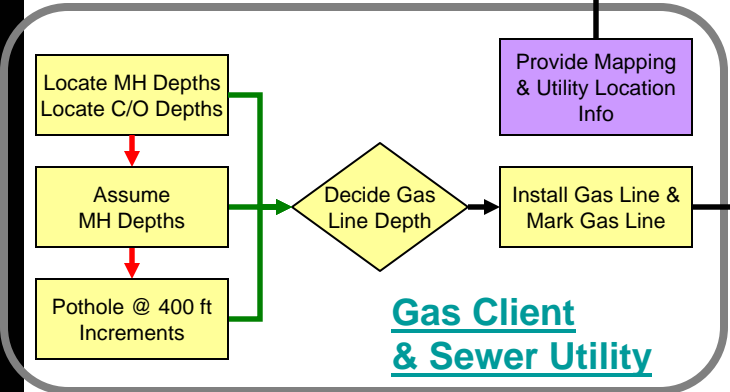 Locate MH Depths
Locate C/O Depths
Provide Mapping
& Utility Location
Info
Assume
MH Depths
Decide Gas
Line Depth
Install Gas Line &
Mark Gas Line
Pothole @ 400 ft
Increments
Gas Client
& Sewer Utility